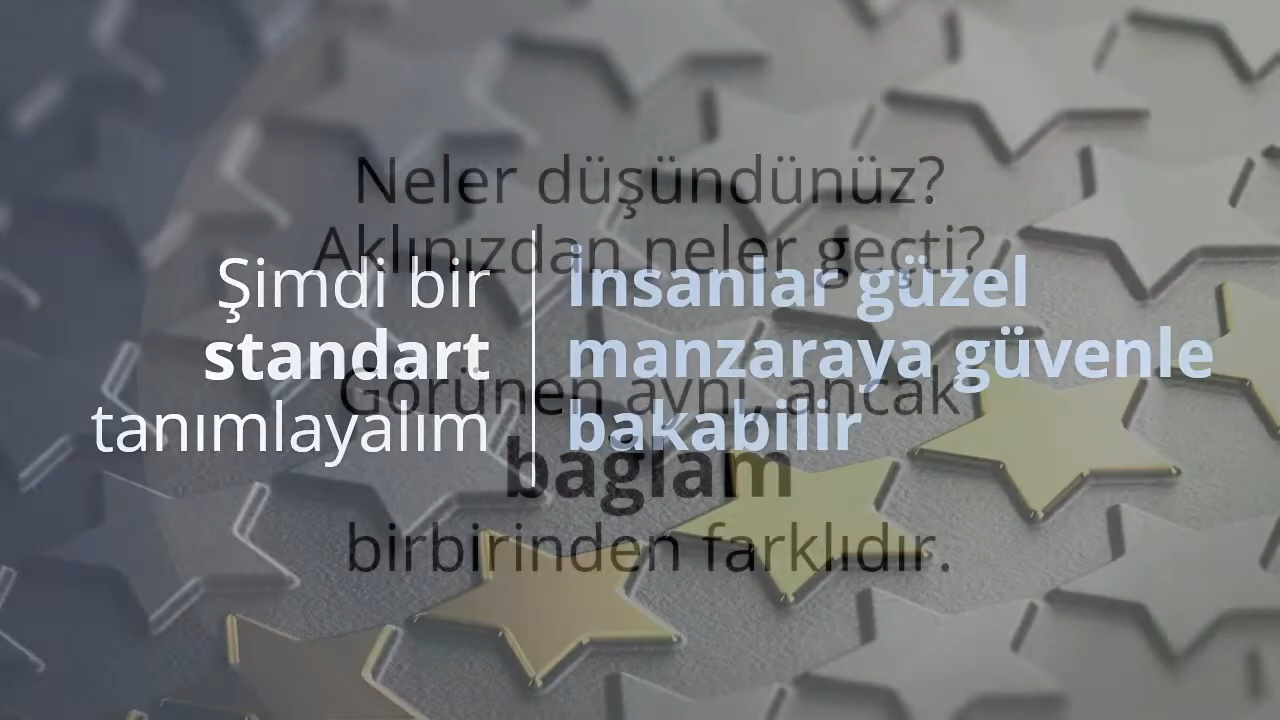 Neler düşündünüz?
Aklınızdan neler geçti?
Görünen aynı, ancak
bağlam
birbirinden farklıdır.
Şimdi bir
standart
tanımlayalım
İnsanlar güzel
manzaraya güvenle
bakabilir